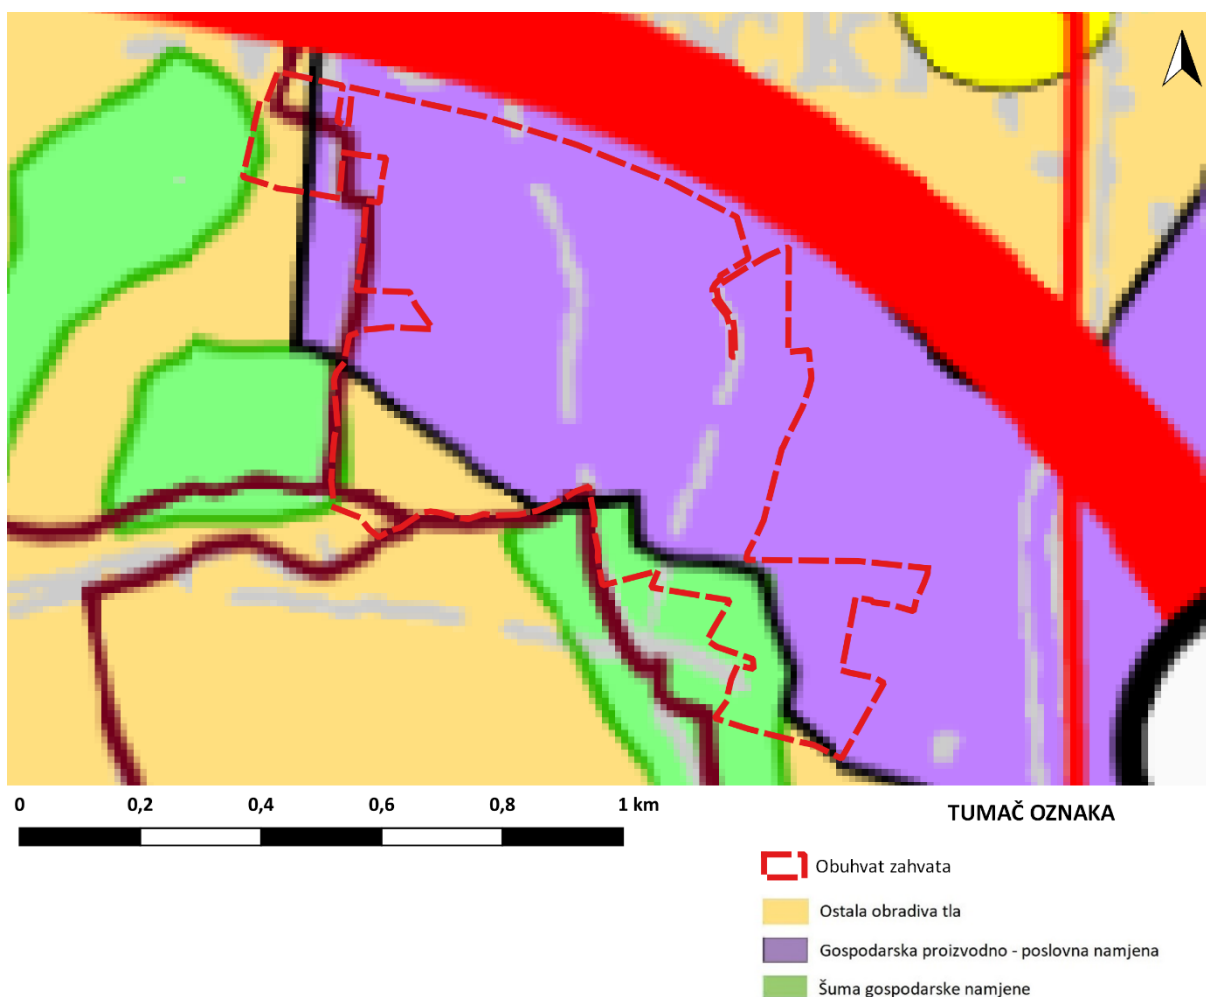 0 0,2 0,4 0,6 0,8 1 km
TUMAČ OZNAKA
Obuhvat zahvata
Ostala obradiva tla
Gospodarska proizvodno - poslovna namjena
Šuma gospodarske namjene